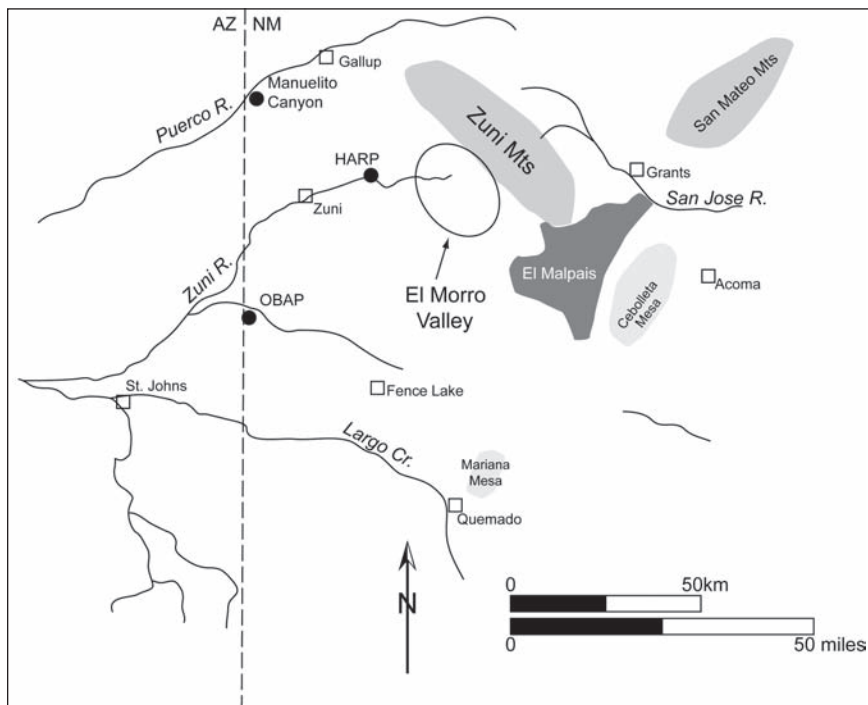 AZ NM
Gallup
Manuelito
Canyon
Puerco R.
San Mateo Mts
Zuni Mts
HARP
Grants
San Jose R.
Zuni
Zuni R.
El Malpais
Acoma
El Morro
Valley
Cebolleta
Mesa
OBAP
St. Johns
Fence Lake
Largo Cr.
Mariana
Mesa
Quemado
N
0 50km
0 50 miles